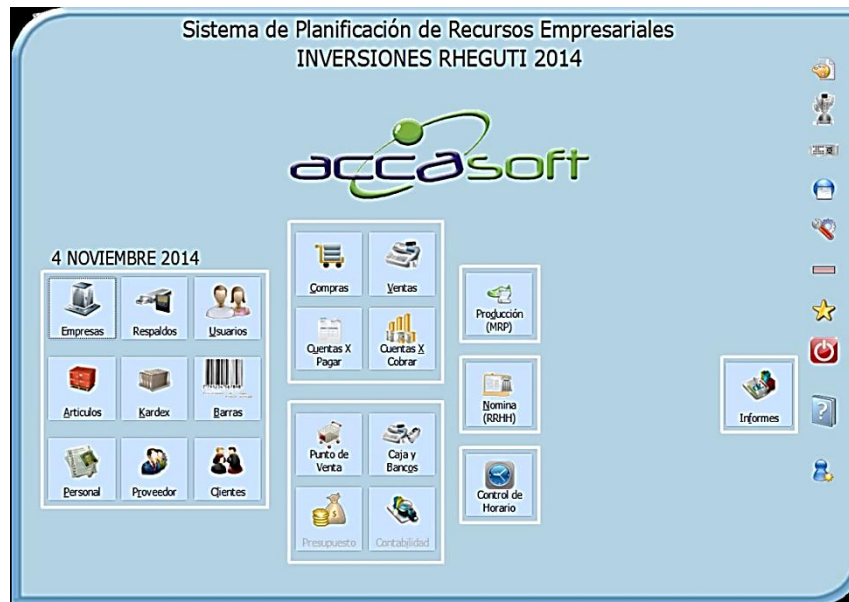 Sistema de Planificación de Recursos Empresariales
INVERSIONES RHEGUTI 2014
accasoft
4 NOVIEMBRE 2014
Empresas
Respaldos
Usuarios
Articulos
Kardex
Barras
Personal
Proveedor
Clientes
Compras
Ventas
Cuentas X
Pagar
Cuentas X
Cobrar
Punto de
Venta
Caja y
Bancos
Presupuesto
Contabilidad
Producción
(MRP)
Nomina
(RRHH)
Control de
Horario
Informes